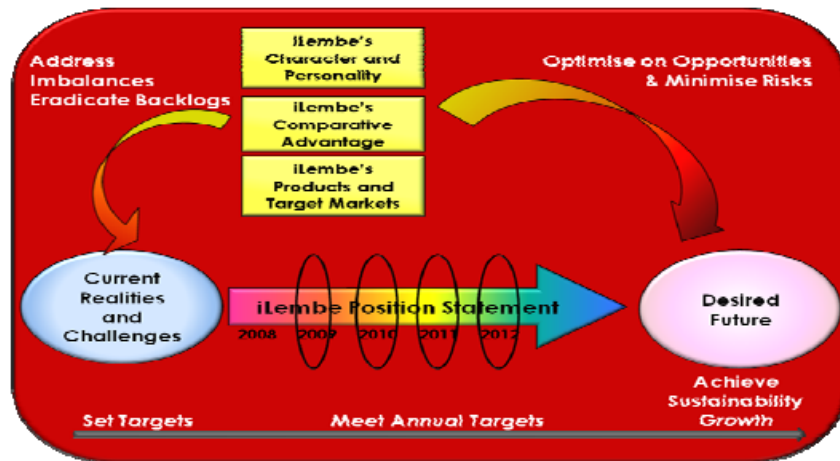 Address
Imbalances
Eradicate Backlogs
iLembe's
Character and
Personality
iLembe's
Comparative
Advantage
iLembe's
Products and
Target Markets
Optimise on Opportunities
& Minimise Risks
Current
Realities
and
Challenges
iLembe Position Statement
2008 2009 2010 2011 2012
Desired
Future
Achieve
Sustainability
Growth
Set Targets
Meet Annual Targets